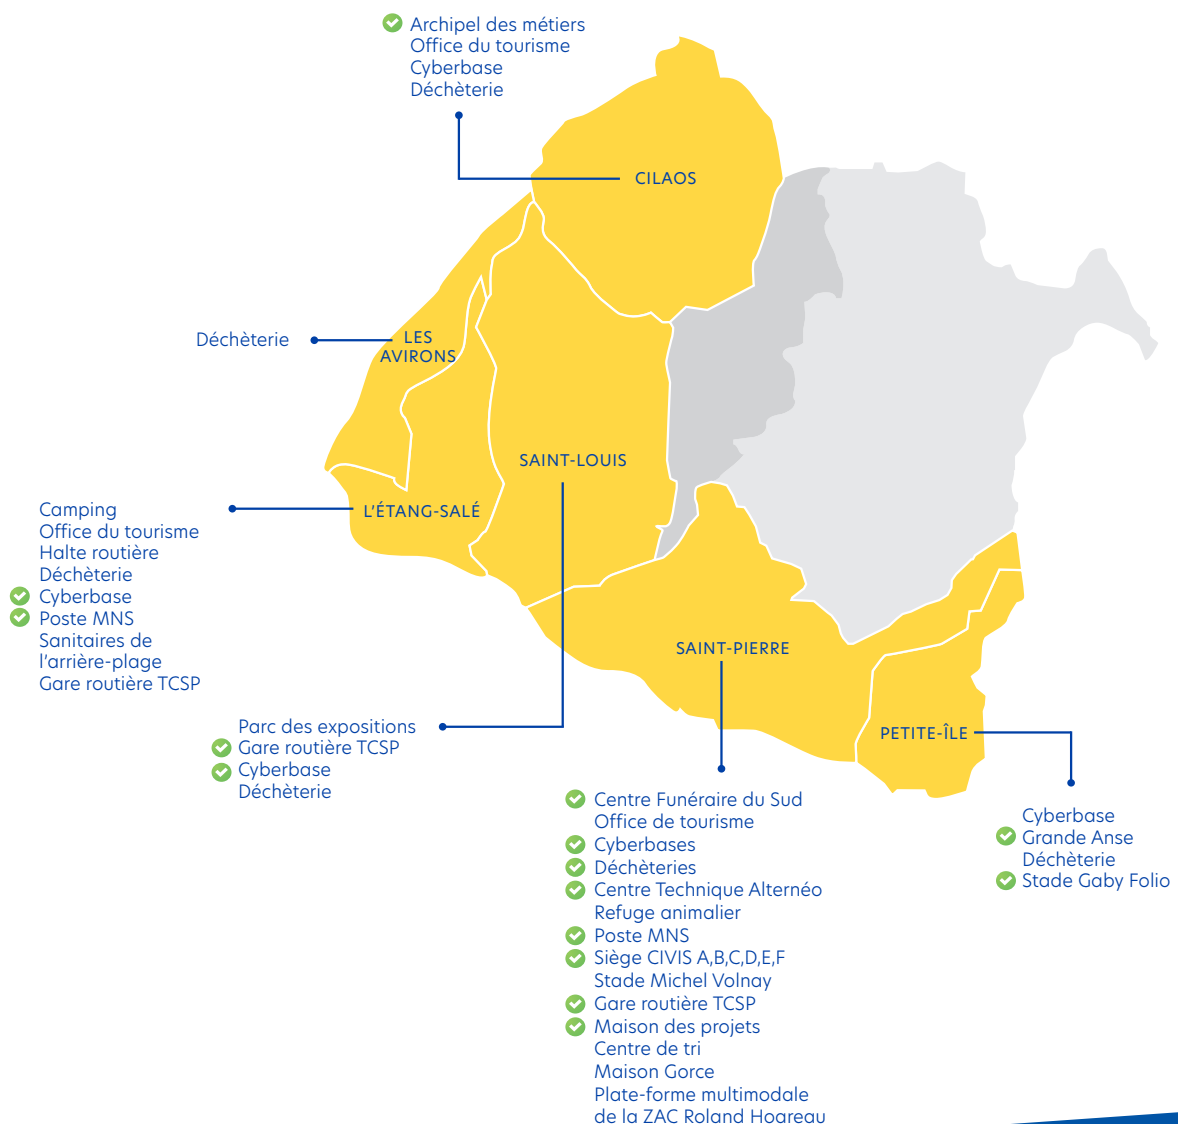 Archipel des métiers
Office du tourisme
Cyberbase
Déchèterie
CILAOS
Déchèterie
LES
AVIRONS
SAINT-LOUIS
Camping
Office du tourisme
Halte routière
Déchèterie
Cyberbase
Poste MNS
Sanitaires de
l'arrière-plage
Gare routière TCSP
L'ÉTANG-SALÉ
SAINT-PIERRE
Parc des expositions
Gare routière TCSP
Cyberbase
Déchèterie
PETITE-ÎLE
Centre Funéraire du Sud
Office de tourisme
Cyberbases
Déchèteries
Centre Technique Alternéo
Refuge animalier
Poste MNS
Siège CIVIS A,B,C,D,E,F
Stade Michel Volnay
Gare routière TCSP
Maison des projets
Centre de tri
Maison Gorce
Plate-forme multimodale
de la ZAC Roland Hoareau
Cyberbase
Grande Anse
Déchèterie
Stade Gaby Folio